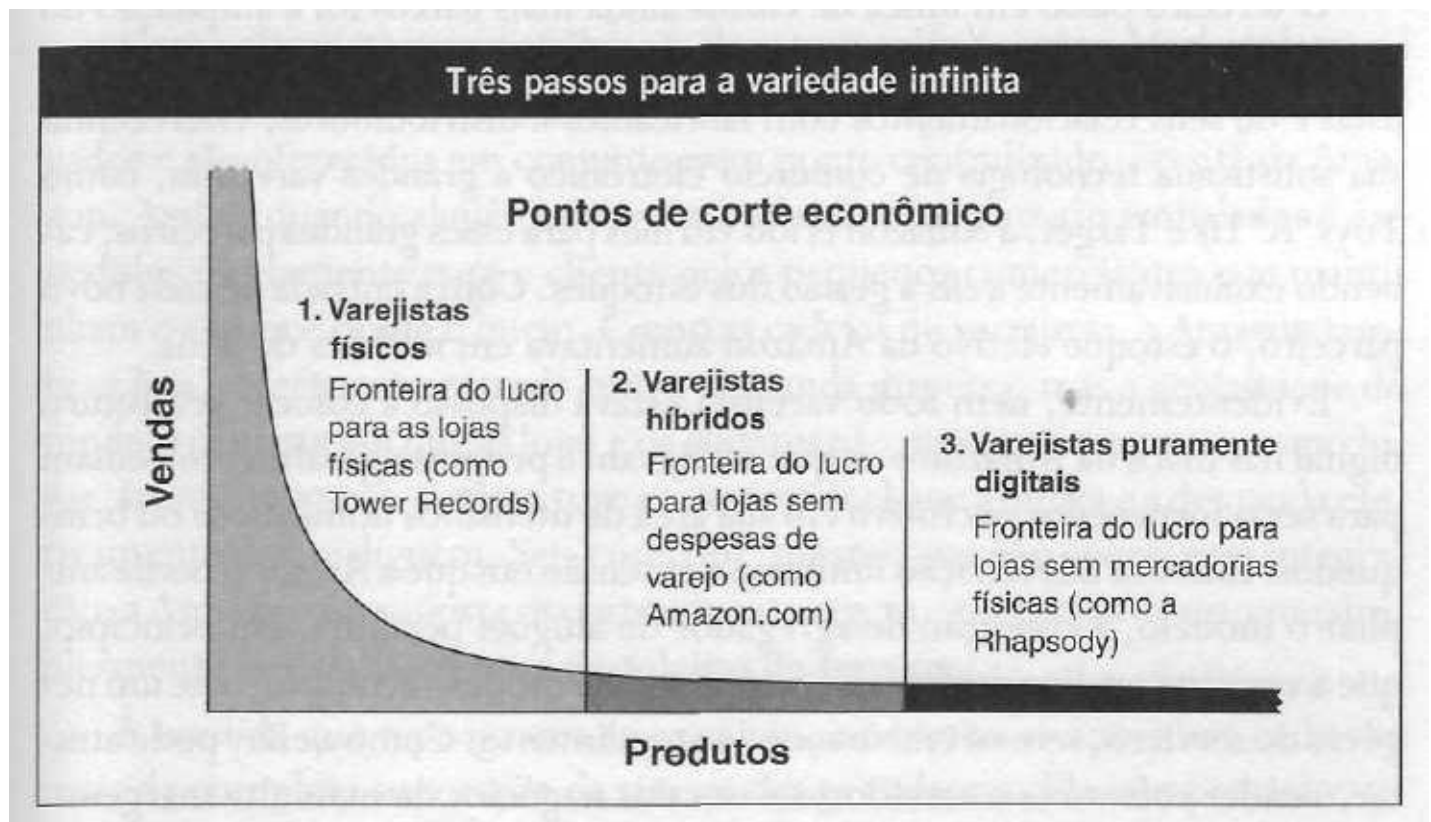 Três passos para a variedade infinita
Pontos de corte econômico
1. Varejistas
físicos
Fronteira do lucro
para as lojas
físicas (como
Tower Records)
2. Varejistas
híbridos
Fronteira do lucro
para lojas sem
despesas de
varejo (como
Amazon.com)
3. Varejistas puramente
digitais
Fronteira do lucro para
lojas sem mercadorias
físicas (como a
Rhapsody)
Vendas
Produtos